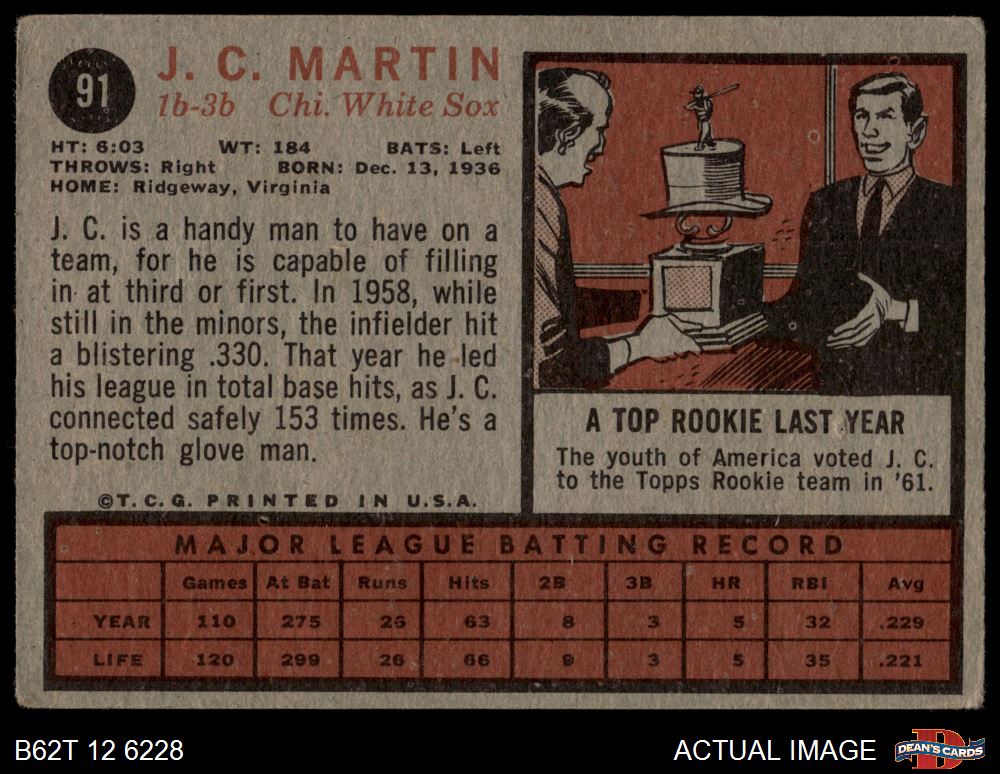 91
J. C. MARTIN
1b-3b Chi. White Sox
HT: 6:03 WT: 184 BATS: Left
THROWS: Right BORN: Dec. 13, 1936
HOME: Ridgeway, Virginia
J. C. is a handy man to have on a
team, for he is capable of filling
in at third or first. In 1958, while
still in the minors, the infielder hit
a blistering .330. That year he led
his league in total base hits, as J. C.
connected safely 153 times. He's a
top-notch glove man.
©T.C.G. PRINTED IN U.S.A.
A TOP ROOKIE LAST YEAR
The youth of America voted J. C.
to the Topps Rookie team in '61.
MAJOR LEAGUE BATTING RECORD
Games At Bat Runs Hits 2B 3B HR RBI Avg
YEAR 110 275 26 63 8 3 5 32 .229
LIFE 120 299 26 66 9 3 5 35 .221
B62T 12 6228
ACTUAL IMAGE
D
DEAN'S CARDS